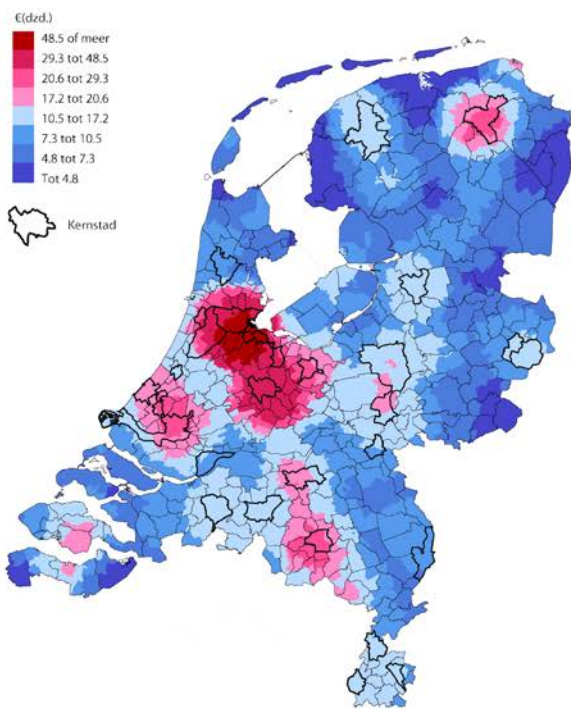 €(dzd.)
48.5 of meer
29.3 tot 48.5
20.6 tot 29.3
17.2 tot 20.6
10.5 tot 17.2
7.3 tot 10.5
4.8 tot 7.3
Tot 4.8
Kernstad